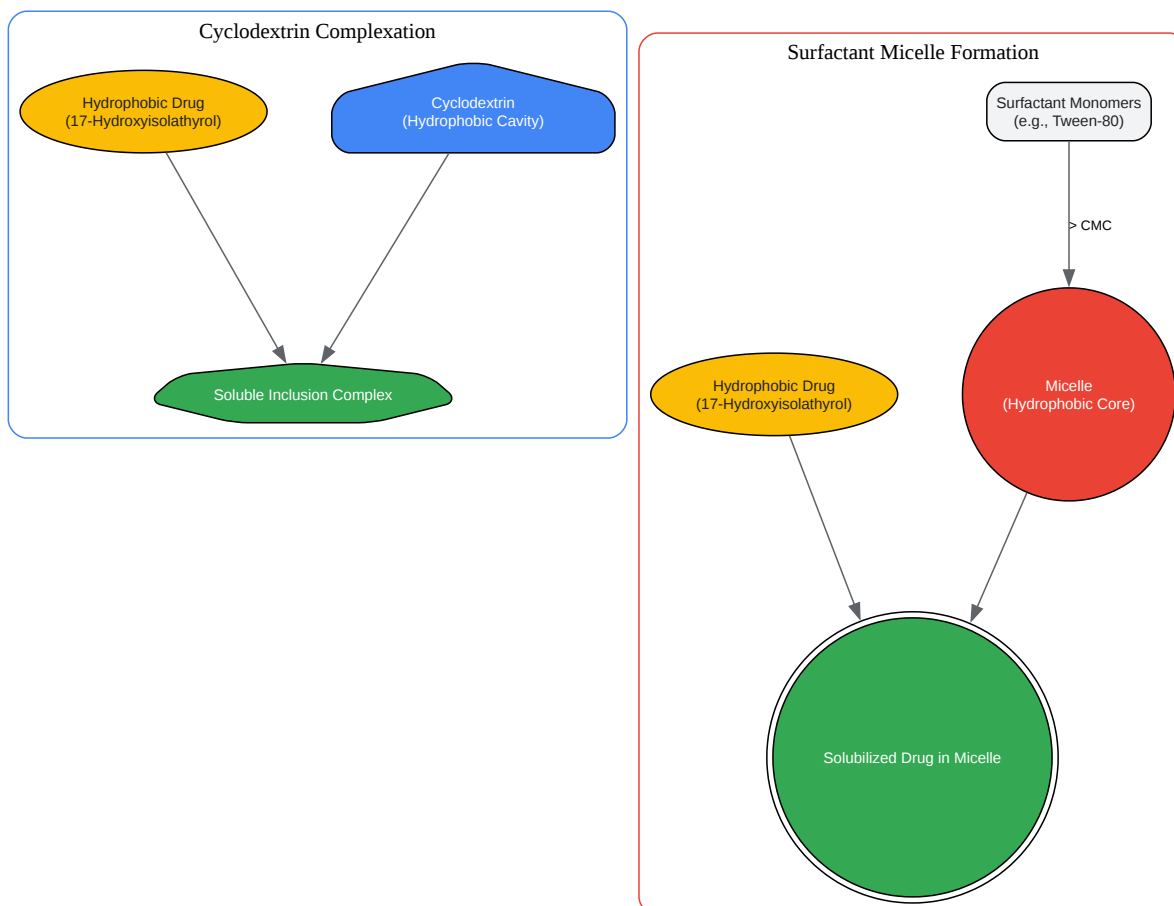 Cyclodextrin Complexation
Hydrophobic Drug
(17-Hydroxyisolathyrol)
Cyclodextrin
(Hydrophobic Cavity)
Soluble Inclusion Complex
Surfactant Micelle Formation
Surfactant Monomers
(e.g., Tween-80)
> CMC
Hydrophobic Drug
(17-Hydroxyisolathyrol)
Micelle
(Hydrophobic Core)
Solubilized Drug in Micelle